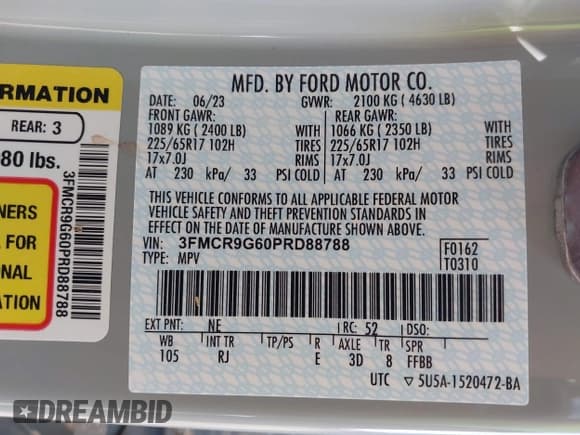 ORMATION
REAR: 3
80 lbs.
NERS
L FOR
ONAL
ATION
3FMCR9G60PRD88788
MFD. BY FORD MOTOR CO.
DATE: 06/23 GVWR: 2100 KG ( 4630 LB)
FRONT GAWR: REAR GAWR:
1089 KG ( 2400 LB) WITH 1066 KG ( 2350 LB) WITH
225/65R17 102H TIRES 225/65R17 102H TIRES
17x7.0J RIMS 17x7.0J RIMS
AT 230 kPa/ 33 PSI COLD AT 230 kPa/ 33 PSI COLD
THIS VEHICLE CONFORMS TO ALL APPLICABLE FEDERAL MOTOR
VEHICLE SAFETY AND THEFT PREVENTION STANDARDS IN
EFFECT ON THE DATE OF MANUFACTURE SHOWN ABOVE.
VIN: 3FMCR9G60PRD88788
TYPE: MPV
F0162
T0310
EXT PNT: NE RC: 52 DSO:
WB INT TR TP/PS R AXLE TR SPR
105 RJ E 3D 8 FFBB
UTC ▽5U5A-1520472-BA
DREAMBID